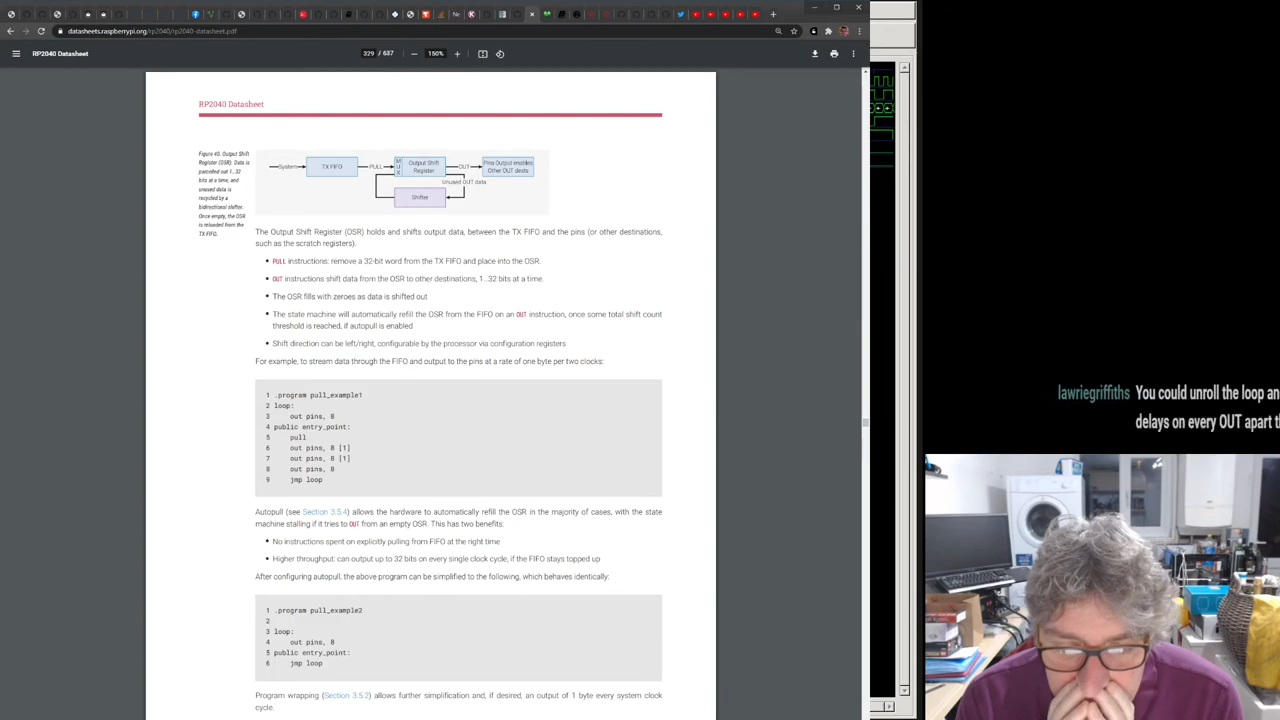 datasheets.raspberrypi.org/rp2040/rp2040-datasheet.pdf
RP2040 Datasheet
329 / 637
150%
RP2040 Datasheet
Figure 40. Output Shift
Register (OSR). Data is
parcelled out 1...32
bits at a time, and
unused data is
recycled by a
bidirectional shifter.
Once empty, the OSR
is reloaded from the
TX FIFO.
System
TX FIFO
PULL
M
X
Output Shift
Register
OUT
Pins Output enables
Other OUT dests
Unused OUT data
Shifter
The Output Shift Register (OSR) holds and shifts output data, between the TX FIFO and the pins (or other destinations,
such as the scratch registers).
• PULL instructions: remove a 32-bit word from the TX FIFO and place into the OSR.
• OUT instructions shift data from the OSR to other destinations, 1...32 bits at a time.
• The OSR fills with zeroes as data is shifted out
• The state machine will automatically refill the OSR from the FIFO on an OUT instruction, once some total shift count
threshold is reached, if autopull is enabled
• Shift direction can be left/right, configurable by the processor via configuration registers
For example, to stream data through the FIFO and output to the pins at a rate of one byte per two clocks:
1 .program pull_example1
2 loop:
3 out pins, 8
4 public entry_point:
5 pull
6 out pins, 8 [1]
7 out pins, 8 [1]
8 out pins, 8
9 jmp loop
Autopull (see Section 3.5.4) allows the hardware to automatically refill the OSR in the majority of cases, with the state
machine stalling if it tries to OUT from an empty OSR. This has two benefits:
• No instructions spent on explicitly pulling from FIFO at the right time
• Higher throughput: can output up to 32 bits on every single clock cycle, if the FIFO stays topped up
After configuring autopull, the above program can be simplified to the following, which behaves identically:
1 .program pull_example2
2
3 loop:
4 out pins, 8
5 public entry_point:
6 jmp loop
Program wrapping (Section 3.5.2) allows further simplification and, if desired, an output of 1 byte every system clock
cycle.
lawriegriffiths You could unroll the loop an
delays on every OUT apart t